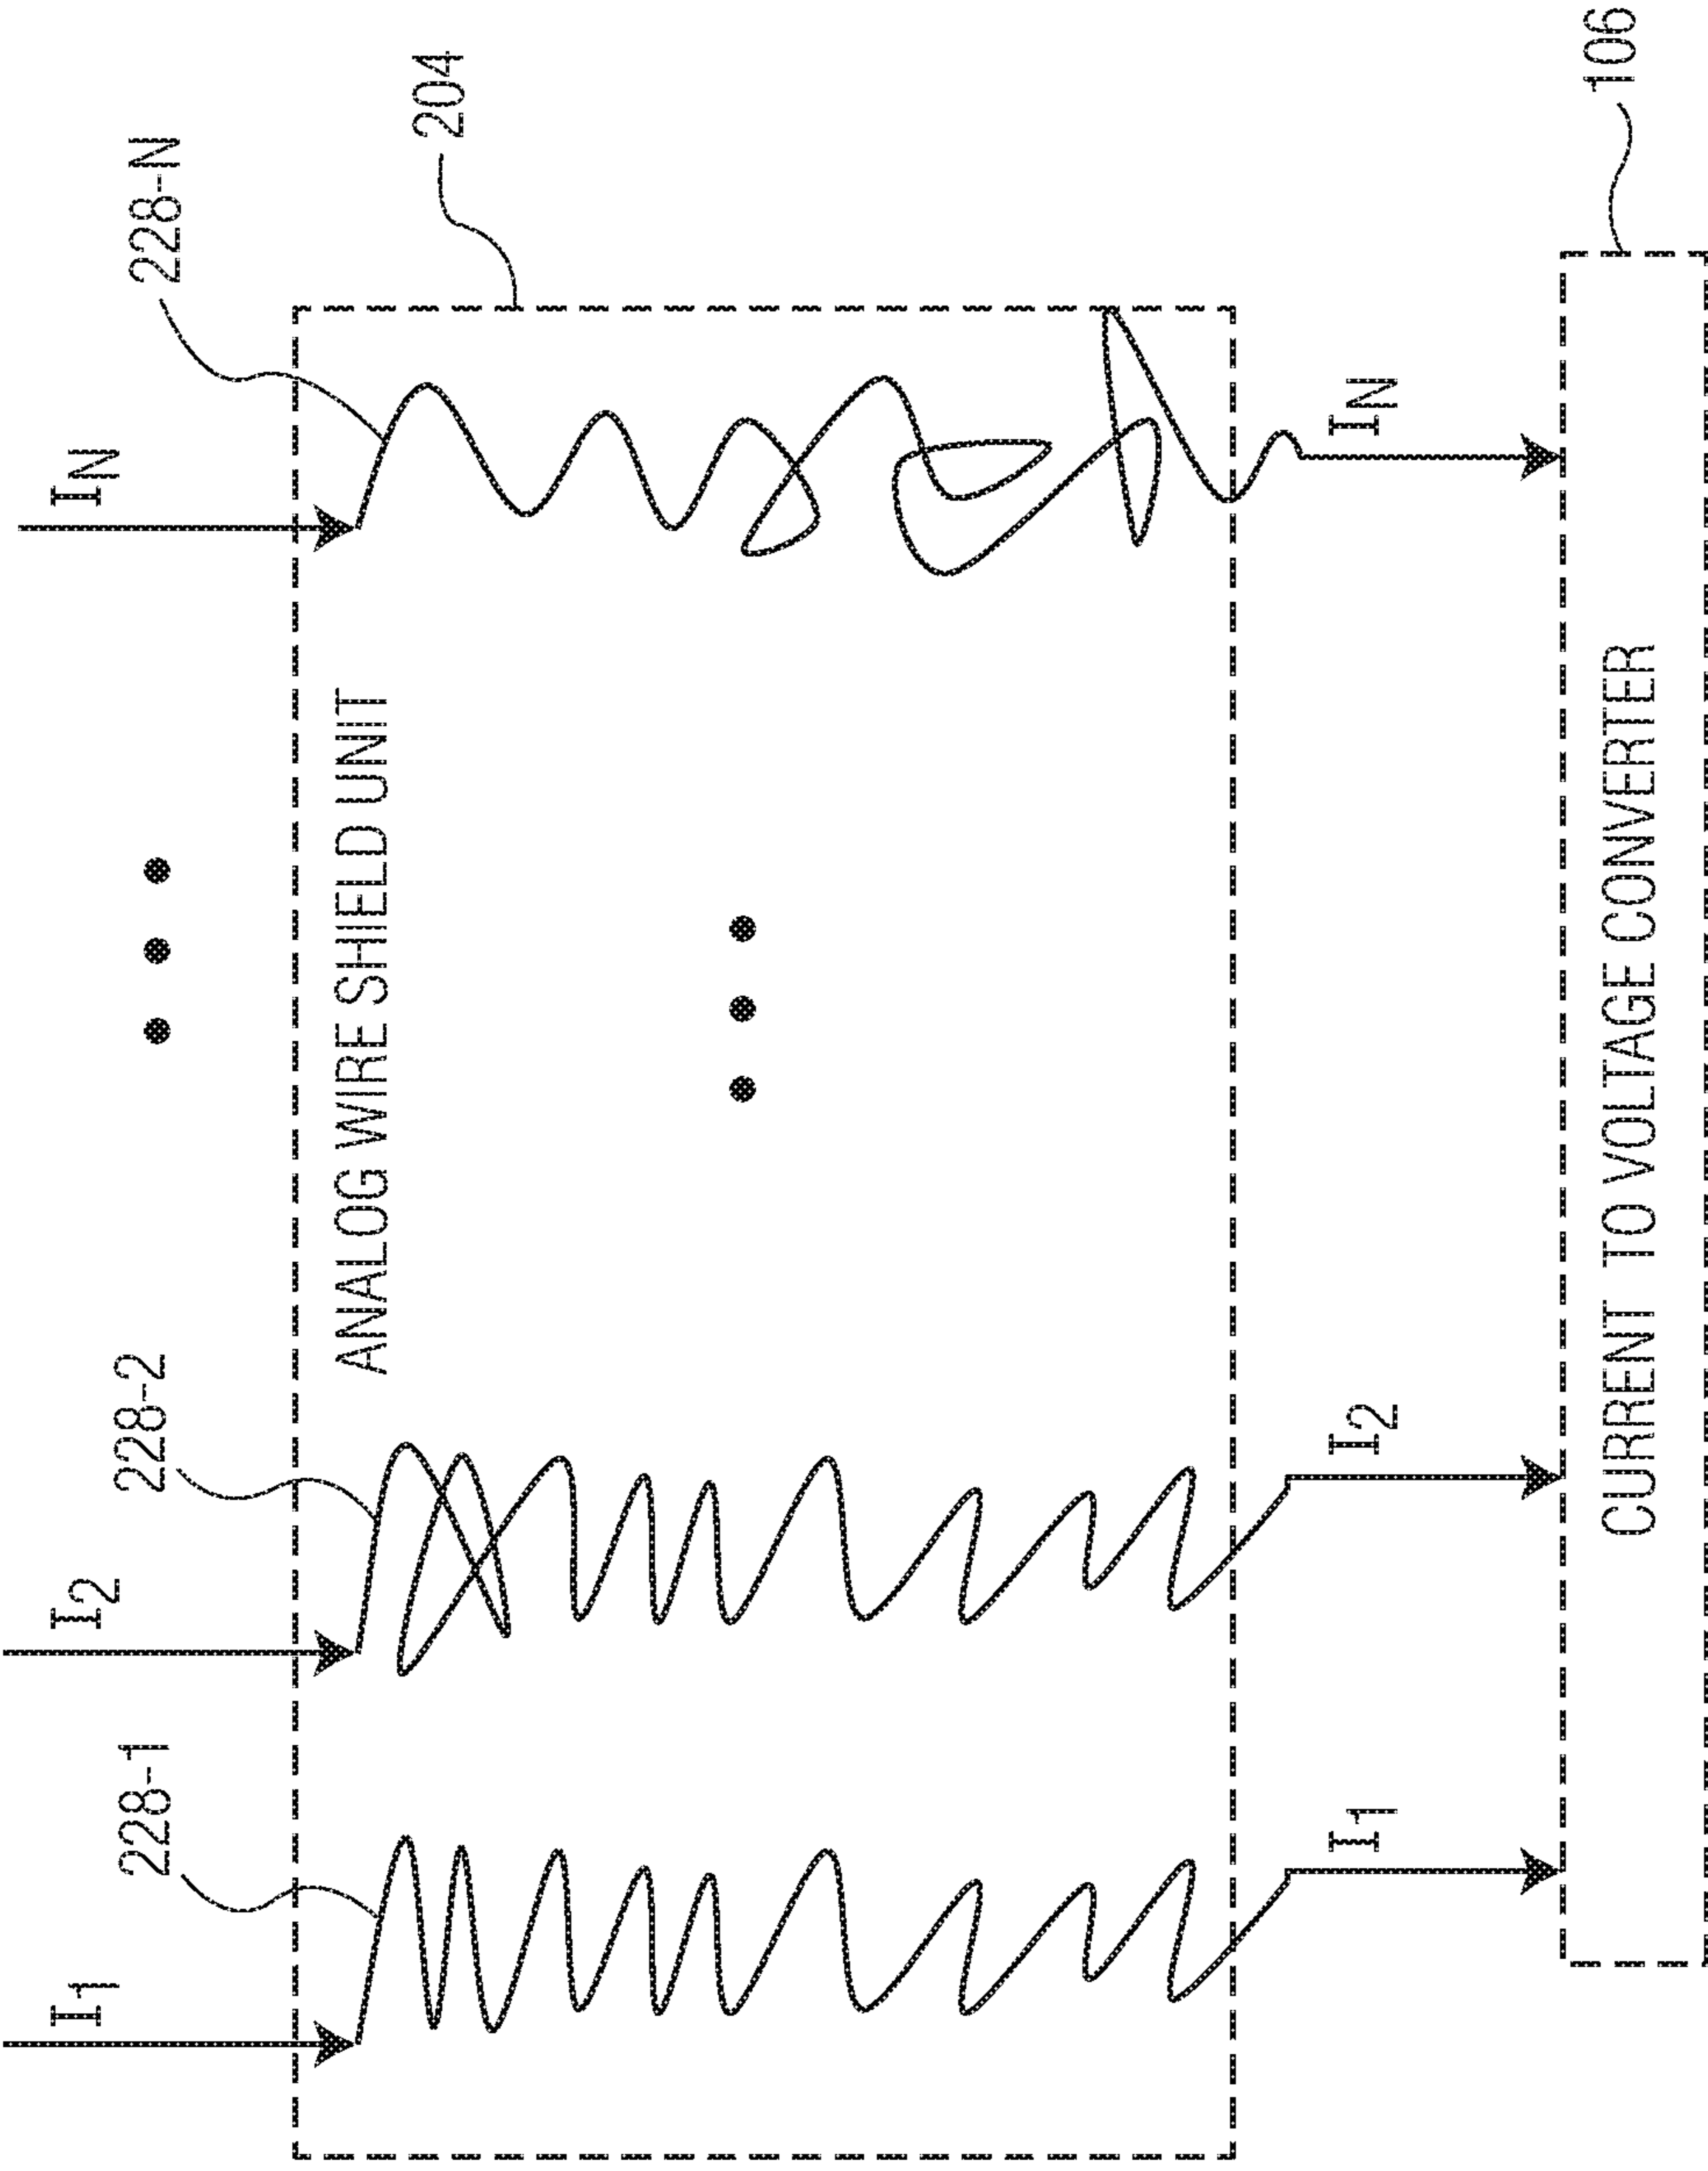 I1
I2
IN
228-1
228-2
228-N
204
ANALOG WIRE SHIELD UNIT
I1
I2
IN
106
CURRENT TO VOLTAGE CONVERTER